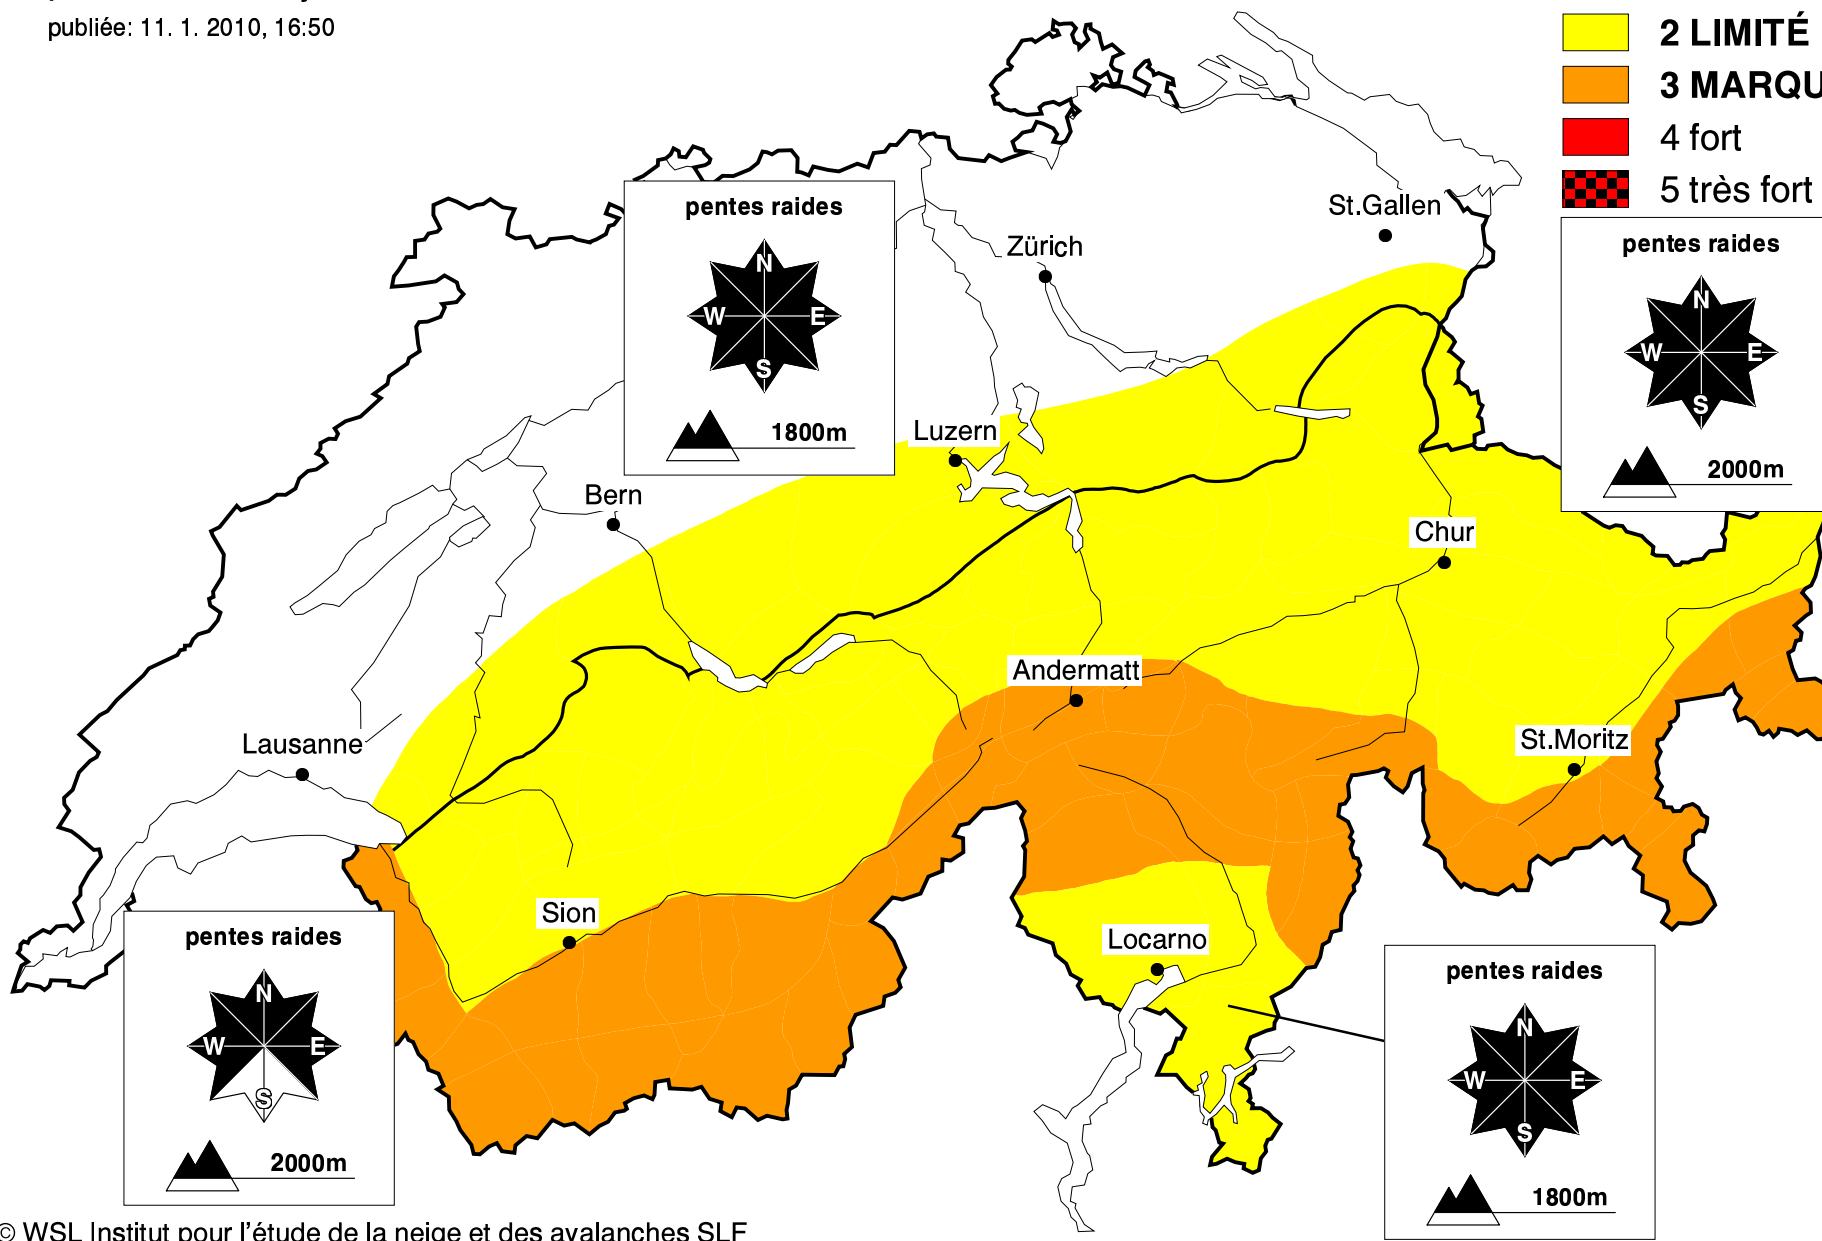 publiée: 11. 1. 2010, 16:50
2 LIMITÉ
3 MARQU
4 fort
5 très fort
pentes raides
N
W E
S
1800m
St.Gallen
Zürich
pentes raides
N
W E
S
2000m
Luzern
Bern
Chur
Andermatt
Lausanne
St.Moritz
Sion
Locarno
pentes raides
N
W E
S
2000m
pentes raides
N
W E
S
1800m
© WSL Institut pour l'étude de la neige et des avalanches SLF